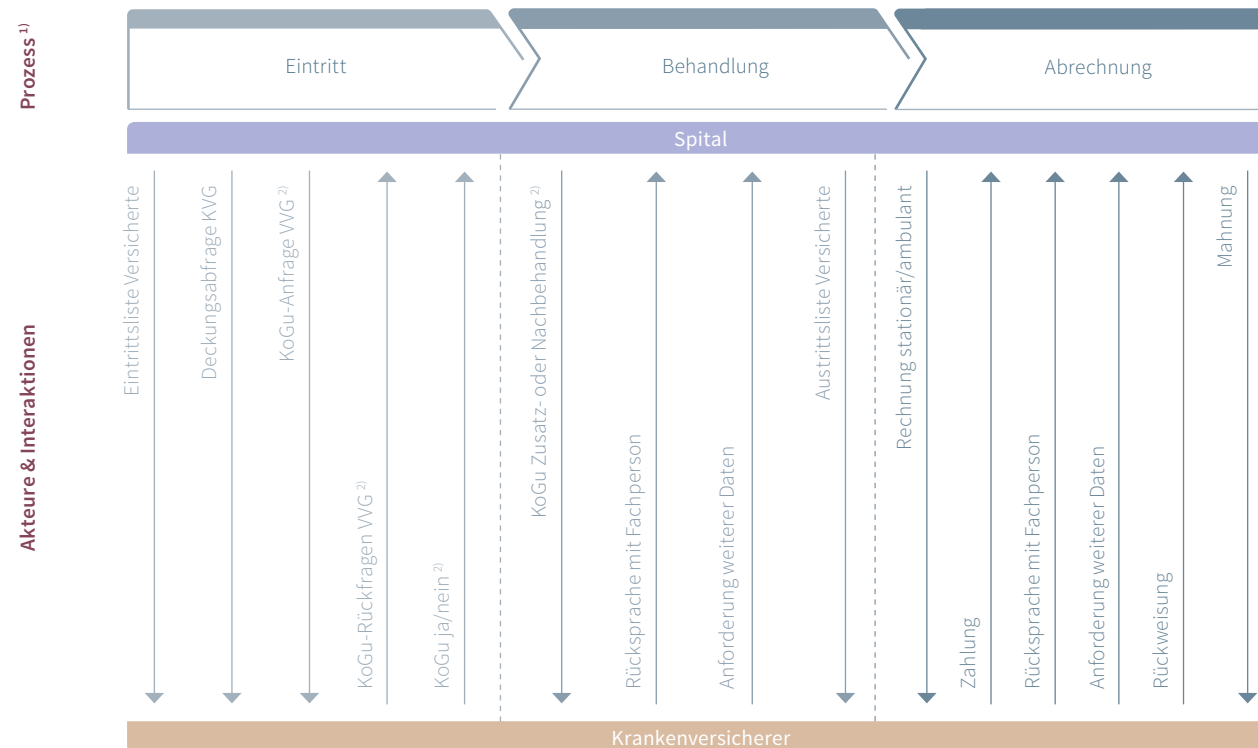 Prozess ¹⁾
Eintritt
Behandlung
Abrechnung
Spital
Akteure & Interaktionen
Eintrittsliste Versicherte
Deckungsabfrage KVG
KoGu-Anfrage VVG ²⁾
KoGu-Rückfragen VVG ²⁾
KoGu ja/nein ²⁾
KoGu Zusatz- oder Nachbehandlung ²⁾
Rücksprache mit Fachperson
Anforderung weiterer Daten
Austrittsliste Versicherte
Rechnung stationär/ambulant
Zahlung
Rücksprache mit Fachperson
Anforderung weiterer Daten
Rückweisung
Mahnung
Krankenversicherer